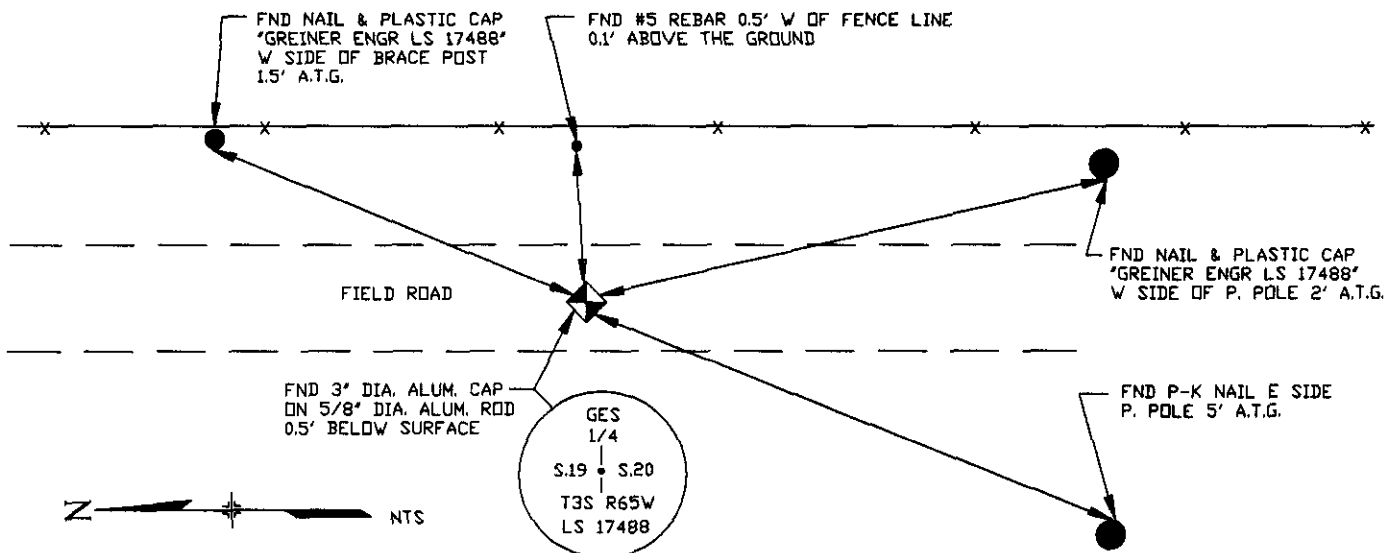 FND NAIL & PLASTIC CAP
"GREINER ENGR LS 17488"
W SIDE OF BRACE POST
1.5' A.T.G.
FND #5 REBAR 0.5' W OF FENCE LINE
0.1' ABOVE THE GROUND
FND NAIL & PLASTIC CAP
"GREINER ENGR LS 17488"
W SIDE OF P. POLE 2' A.T.G.
FIELD ROAD
FND 3" DIA. ALUM. CAP
ON 5/8" DIA. ALUM. ROD
0.5' BELOW SURFACE
FND P-K NAIL E SIDE
P. POLE 5' A.T.G.
GES
1/4
S.19 S.20
T3S R65W
LS 17488
N
NTS